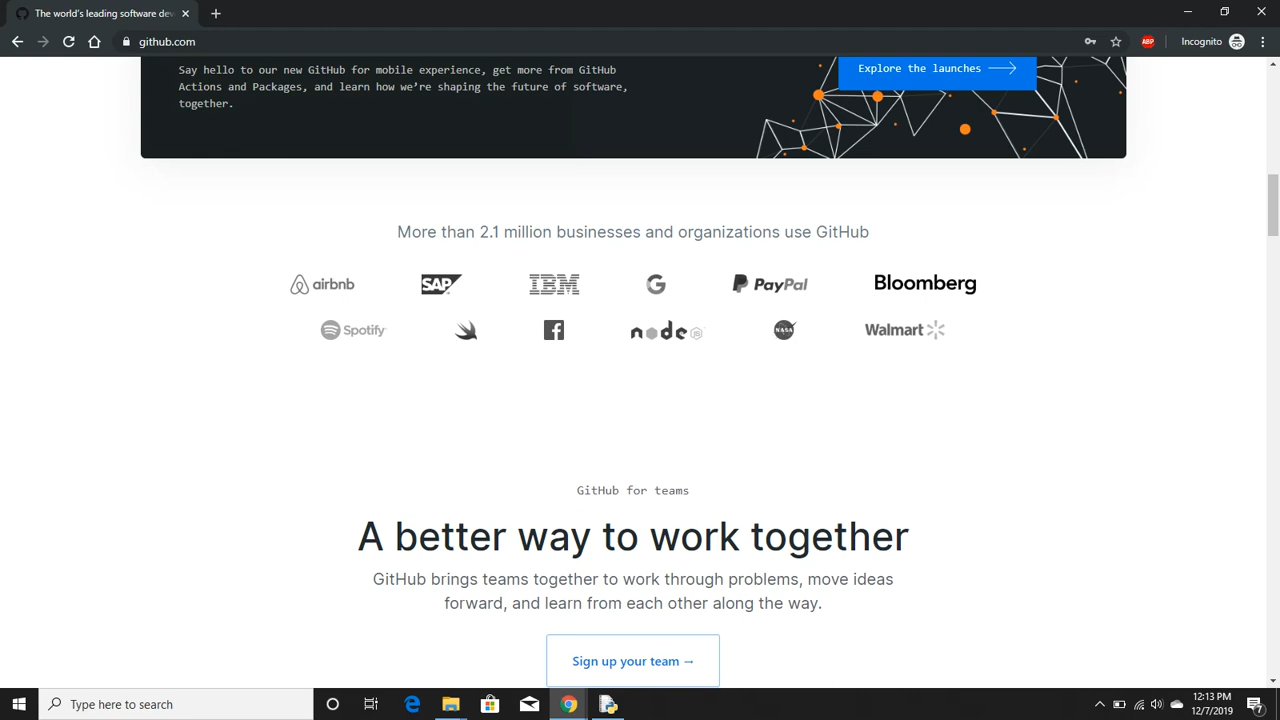 The world's leading software dev
github.com
ABP
Incognito
Say hello to our new GitHub for mobile experience, get more from GitHub
Actions and Packages, and learn how we're shaping the future of software,
together.
Explore the launches
More than 2.1 million businesses and organizations use GitHub
airbnb SAP IBM G PayPal Bloomberg
Spotify node JS NASA Walmart
GitHub for teams
A better way to work together
GitHub brings teams together to work through problems, move ideas
forward, and learn from each other along the way.
Sign up your team →
Type here to search
12:13 PM
12/7/2019
7